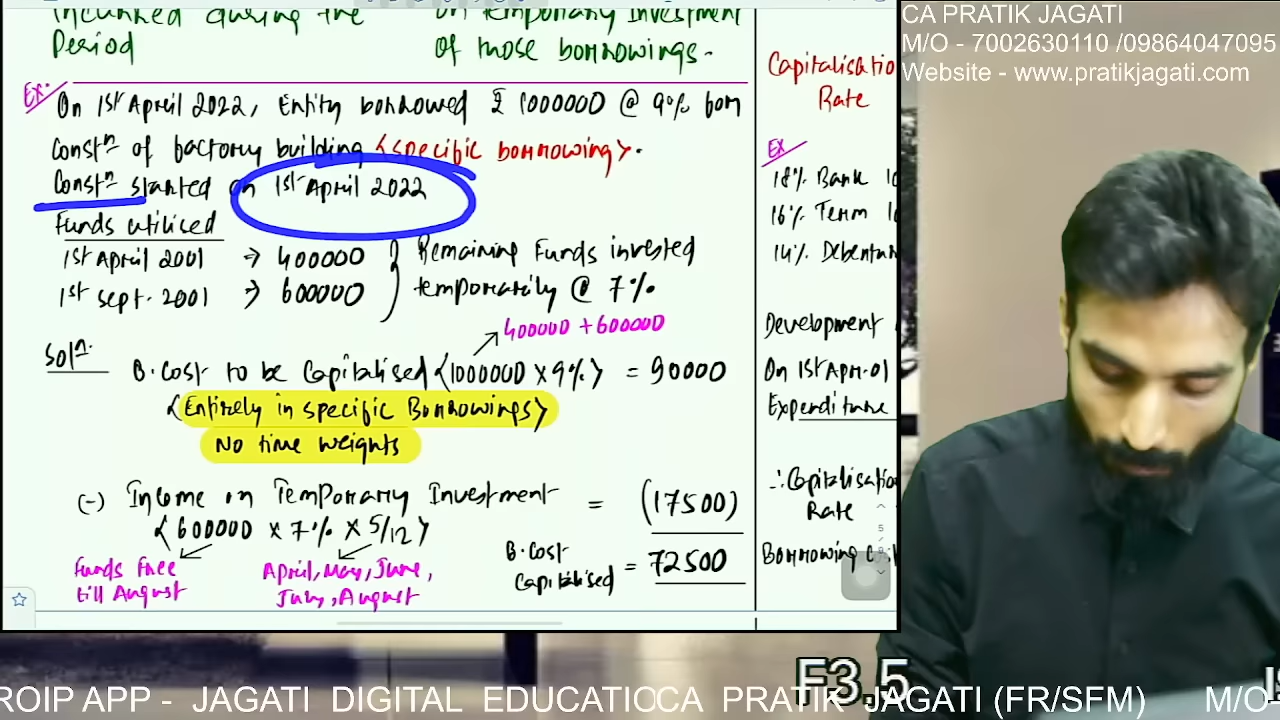 incurred during the
Period
on temporary Investment
of those borrowings.
Ex:
On 1st April 2022, Entity borrowed ₹ 1000000 @ 9% for
Constn of factory building <specific borrowing>.
Constn started on 1st April 2022
Funds utilised
1st April 2001 → 400000
1st Sept. 2001 → 600000
Remaining Funds invested
temporarily @ 7%
400000 + 600000
Soln.
B. Cost to be Capitalised <1000000 x 9%> = 90000
<Entirely in specific Borrowings>
No time weights
(-) Income on Temporary Investment = (17500)
<600000 x 7% x 5/12>
Funds Free
till August
April, May, June,
July, August
B. Cost
Capitalised = 72500
Capitalisatio
Rate
Ex
18% Bank
16% Term
14% Debentur
Development
On 1st Apr-01
Expenditure
∴ Capitalisatio
Rate
Borrowing
CA PRATIK JAGATI
M/O - 7002630110 /09864047095
Website - www.pratikjagati.com
F3.5
ROIP APP - JAGATI DIGITAL EDUCATIO
CA PRATIK JAGATI (FR/SFM) M/O-